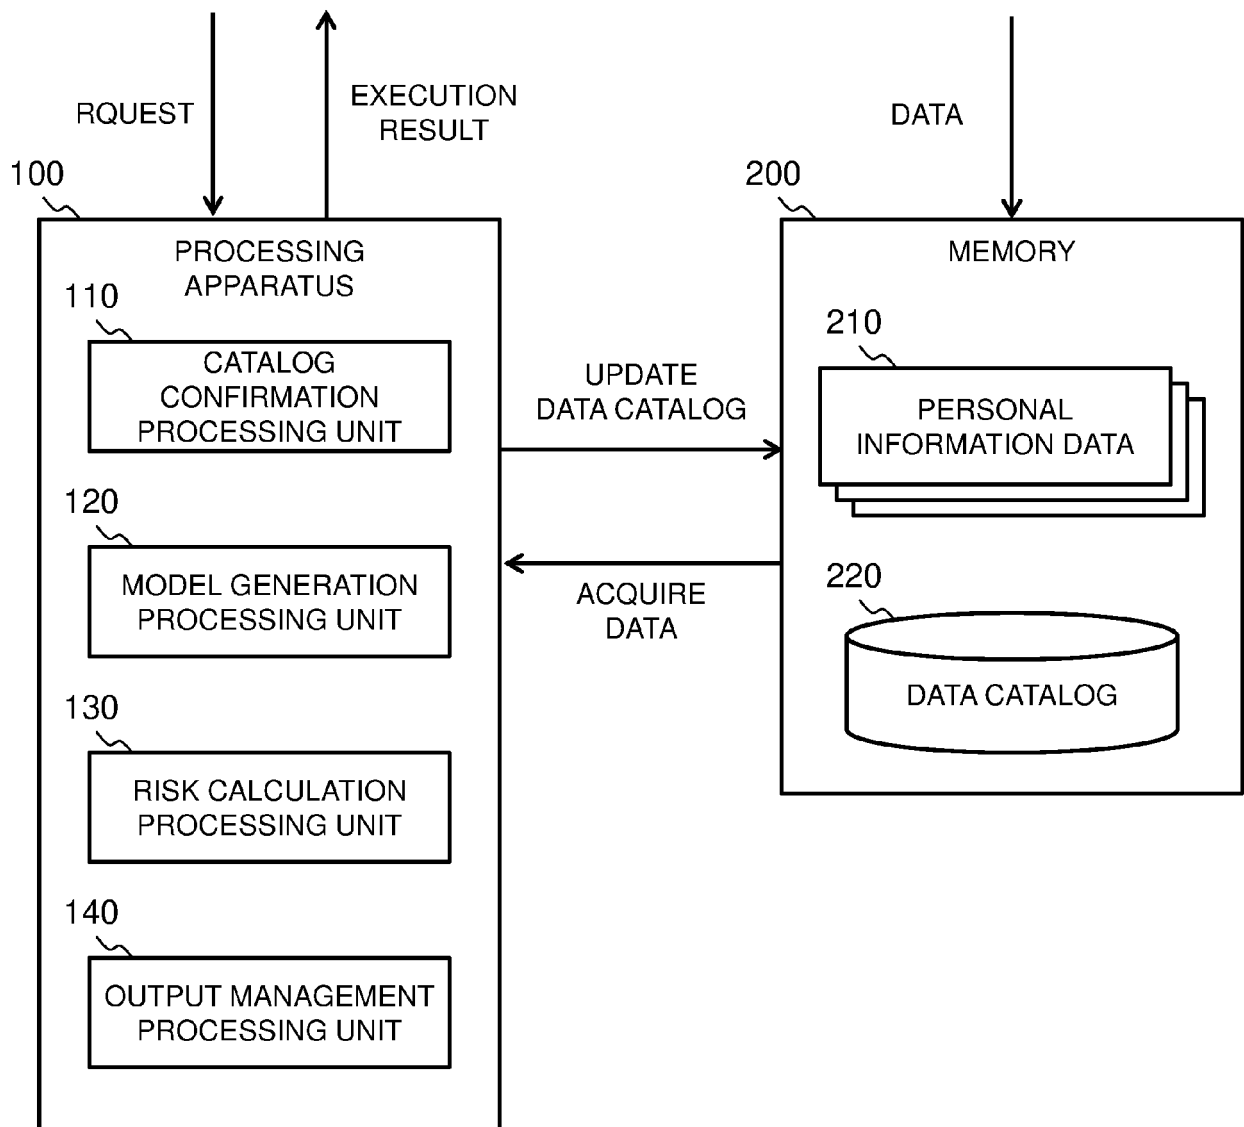 RQUEST
EXECUTION
RESULT
DATA
100
PROCESSING
APPARATUS
110
CATALOG
CONFIRMATION
PROCESSING UNIT
120
MODEL GENERATION
PROCESSING UNIT
130
RISK CALCULATION
PROCESSING UNIT
140
OUTPUT MANAGEMENT
PROCESSING UNIT
UPDATE
DATA CATALOG
ACQUIRE
DATA
200
MEMORY
210
PERSONAL
INFORMATION DATA
220
DATA CATALOG